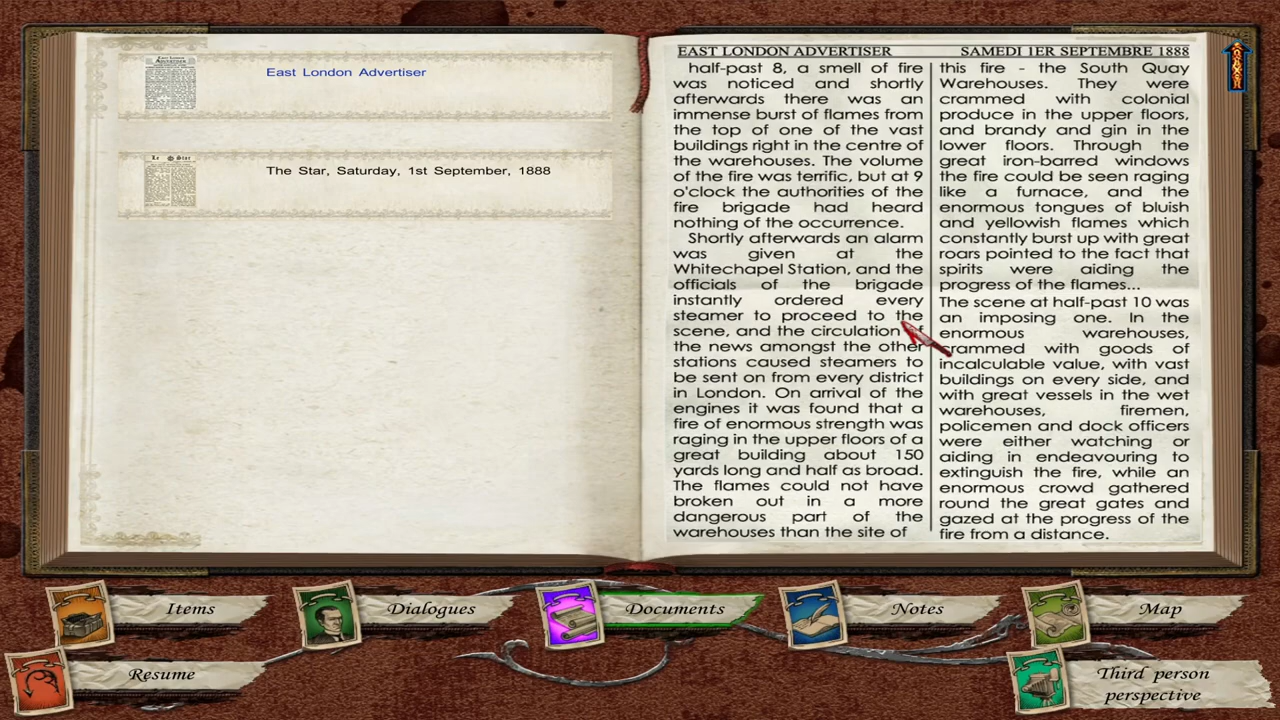 East London Advertiser
The Star, Saturday, 1st September, 1888
EAST LONDON ADVERTISER
SAMEDI 1ER SEPTEMBRE 1888
half-past 8, a smell of fire
was noticed and shortly
afterwards there was an
immense burst of flames from
the top of one of the vast
buildings right in the centre of
the warehouses. The volume
of the fire was terrific, but at 9
o'clock the authorities of the
fire brigade had heard
nothing of the occurrence.
Shortly afterwards an alarm
was given at the
Whitechapel Station, and the
officials of the brigade
instantly ordered every
steamer to proceed to the
scene, and the circulation of
the news amongst the other
stations caused steamers to
be sent on from every district
in London. On arrival of the
engines it was found that a
fire of enormous strength was
raging in the upper floors of a
great building about 150
yards long and half as broad.
The flames could not have
broken out in a more
dangerous part of the
warehouses than the site of
this fire - the South Quay
Warehouses. They were
crammed with colonial
produce in the upper floors,
and brandy and gin in the
lower floors. Through the
great iron-barred windows
the fire could be seen raging
like a furnace, and the
enormous tongues of bluish
and yellowish flames which
constantly burst up with great
roars pointed to the fact that
spirits were aiding the
progress of the flames...
The scene at half-past 10 was
an imposing one. In the
enormous warehouses,
crammed with goods of
incalculable value, with vast
buildings on every side, and
with great vessels in the wet
warehouses, firemen,
policemen and dock officers
were either watching or
aiding in endeavouring to
extinguish the fire, while an
enormous crowd gathered
round the great gates and
gazed at the progress of the
fire from a distance.
Items
Dialogues
Documents
Notes
Map
Resume
Third person
perspective